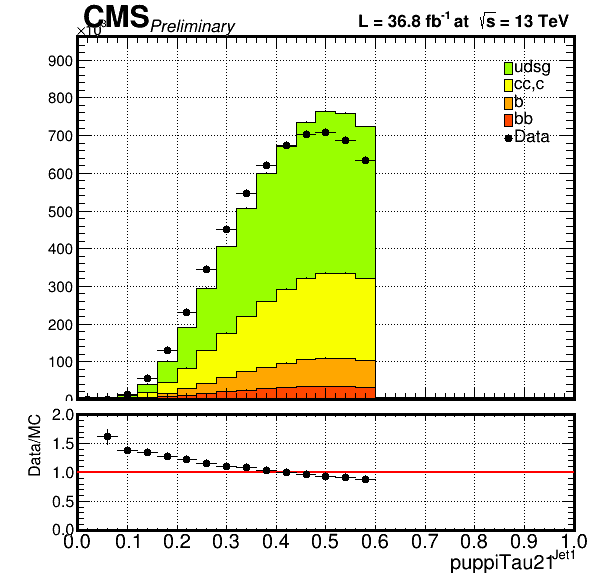 CMS Preliminary L = 36.8 fb⁻¹ at √s = 13 TeV
×10³
900
800
700
600
500
400
300
200
100
0
udsg
cc,c
b
bb
Data
Data/MC
2.0
1.5
1.0
0.5
0.0
0.0 0.1 0.2 0.3 0.4 0.5 0.6 0.7 0.8 0.9 1.0
puppiTau21^Jet1